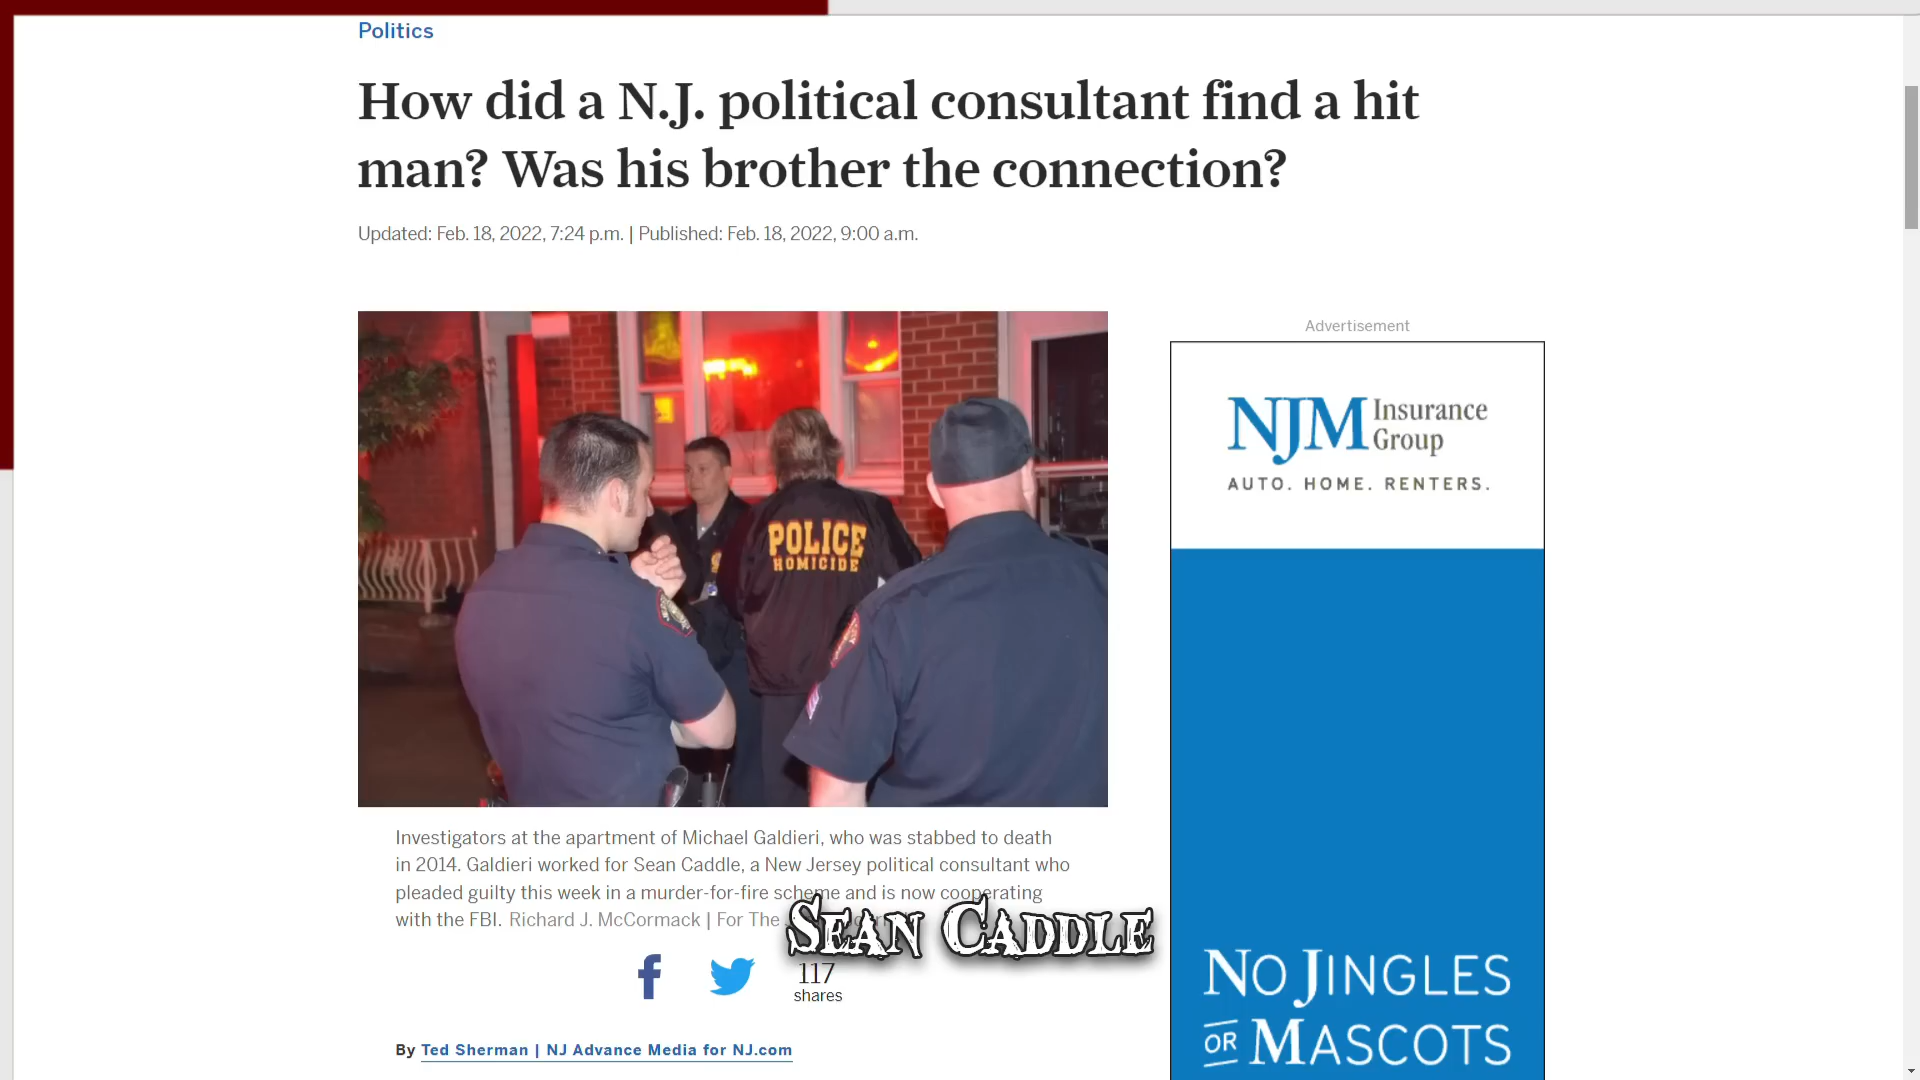 Politics
How did a N.J. political consultant find a hit
man? Was his brother the connection?
Updated: Feb. 18, 2022, 7:24 p.m. | Published: Feb. 18, 2022, 9:00 a.m.
Advertisement
NJM Insurance
Group
AUTO. HOME. RENTERS.
POLICE
HOMICIDE
Investigators at the apartment of Michael Galdieri, who was stabbed to death
in 2014. Galdieri worked for Sean Caddle, a New Jersey political consultant who
pleaded guilty this week in a murder-for-fire scheme and is now cooperating
with the FBI. Richard J. McCormack | For The
SEAN CADDLE
117
shares
NO JINGLES
OR MASCOTS
By Ted Sherman | NJ Advance Media for NJ.com